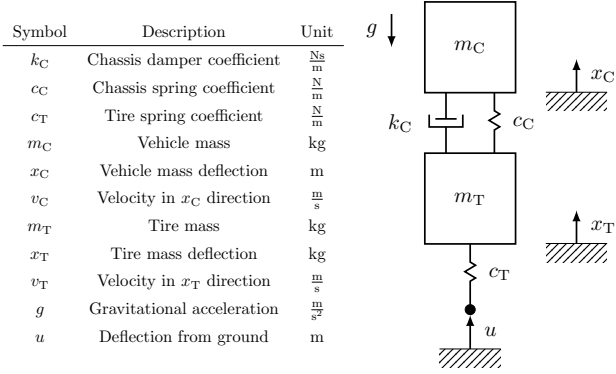 Symbol Description Unit
k_C Chassis damper coefficient Ns/m
c_C Chassis spring coefficient N/m
c_T Tire spring coefficient N/m
m_C Vehicle mass kg
x_C Vehicle mass deflection m
v_C Velocity in x_C direction m/s
m_T Tire mass kg
x_T Tire mass deflection kg
v_T Velocity in x_T direction m/s
g Gravitational acceleration m/s²
u Deflection from ground m
g
m_C
x_C
k_C
c_C
m_T
x_T
c_T
u